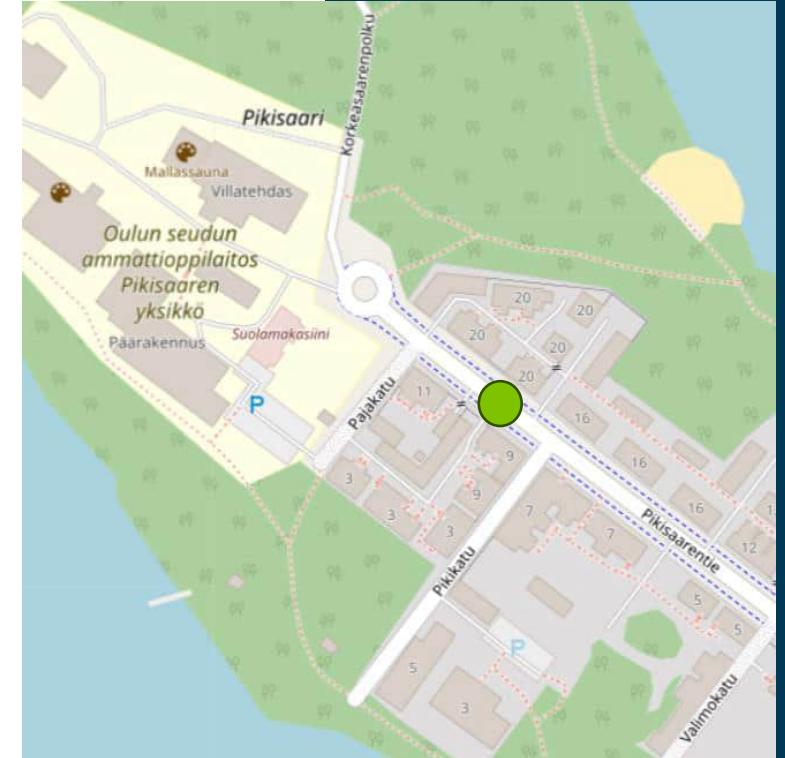 Korkeasaarenpolku
Pikisaari
Mallassauna
Villatehdas
Oulun seudun
ammattioppilaitos
Pikisaaren
yksikkö
Päärakennus
Suolamakasiini
P
Pajakatu
20
20
20
20
20
11
16
16
16
12
9
9
3
3
3
7
7
Pikisaarentie
Pikikatu
5
5
P
5
3
Valimokatu